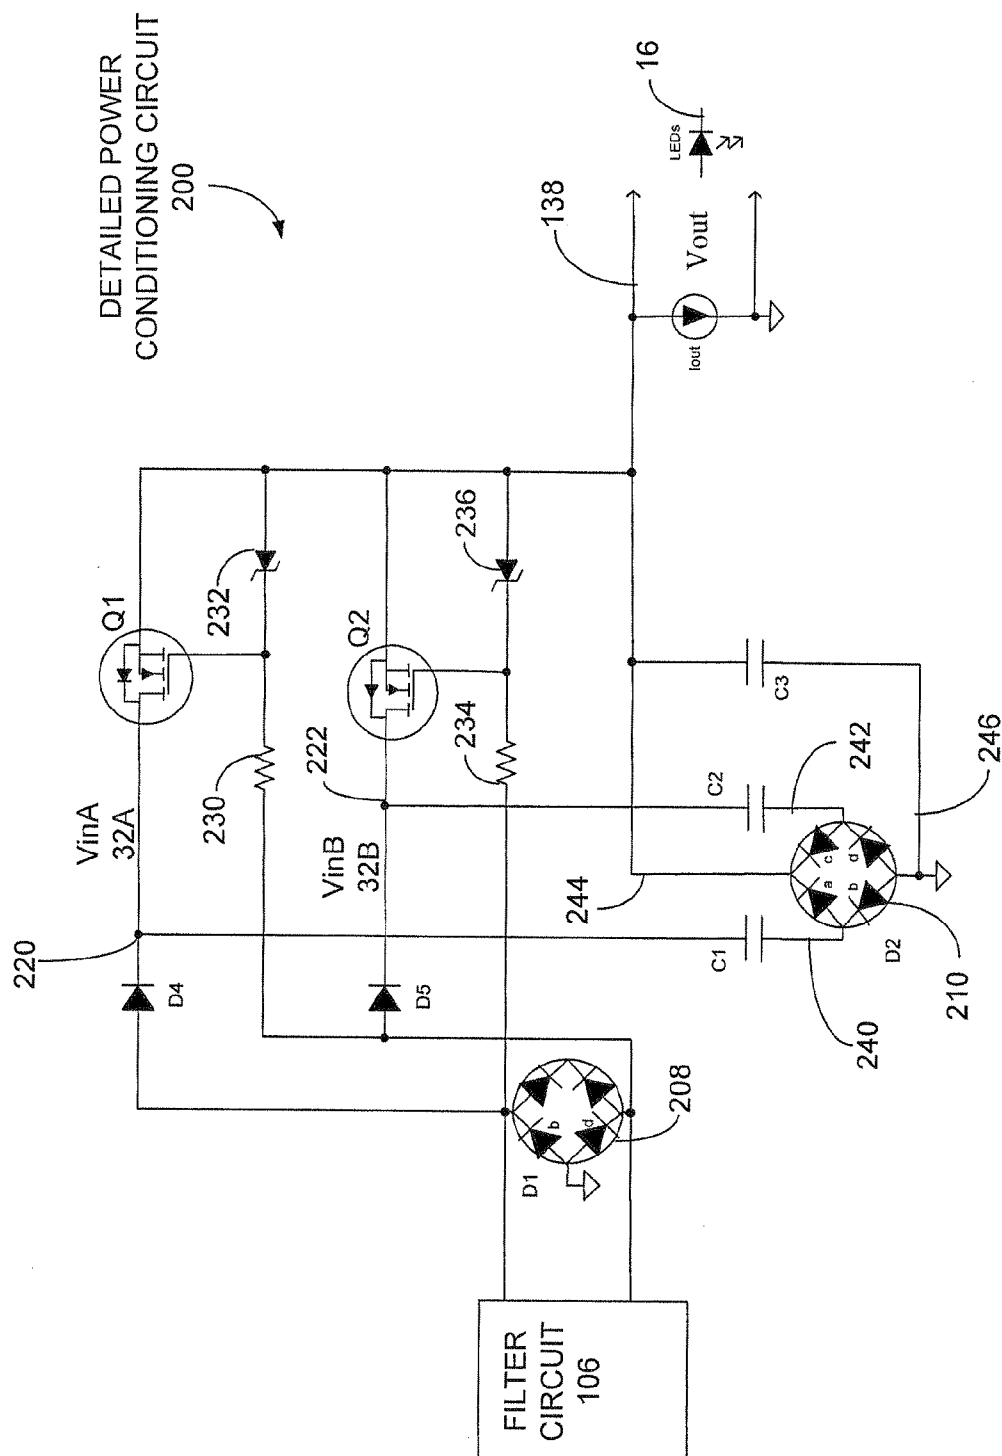 DETAILED POWER
CONDITIONING CIRCUIT
200
220
VinA
32A
Q1
D4
230
232
VinB
32B
222
Q2
D5
234
236
FILTER
CIRCUIT
106
D1
b
d
208
C1
C2
C3
240
242
244
246
a
b
c
d
D2
210
138
Iout
Vout
LEDs
16